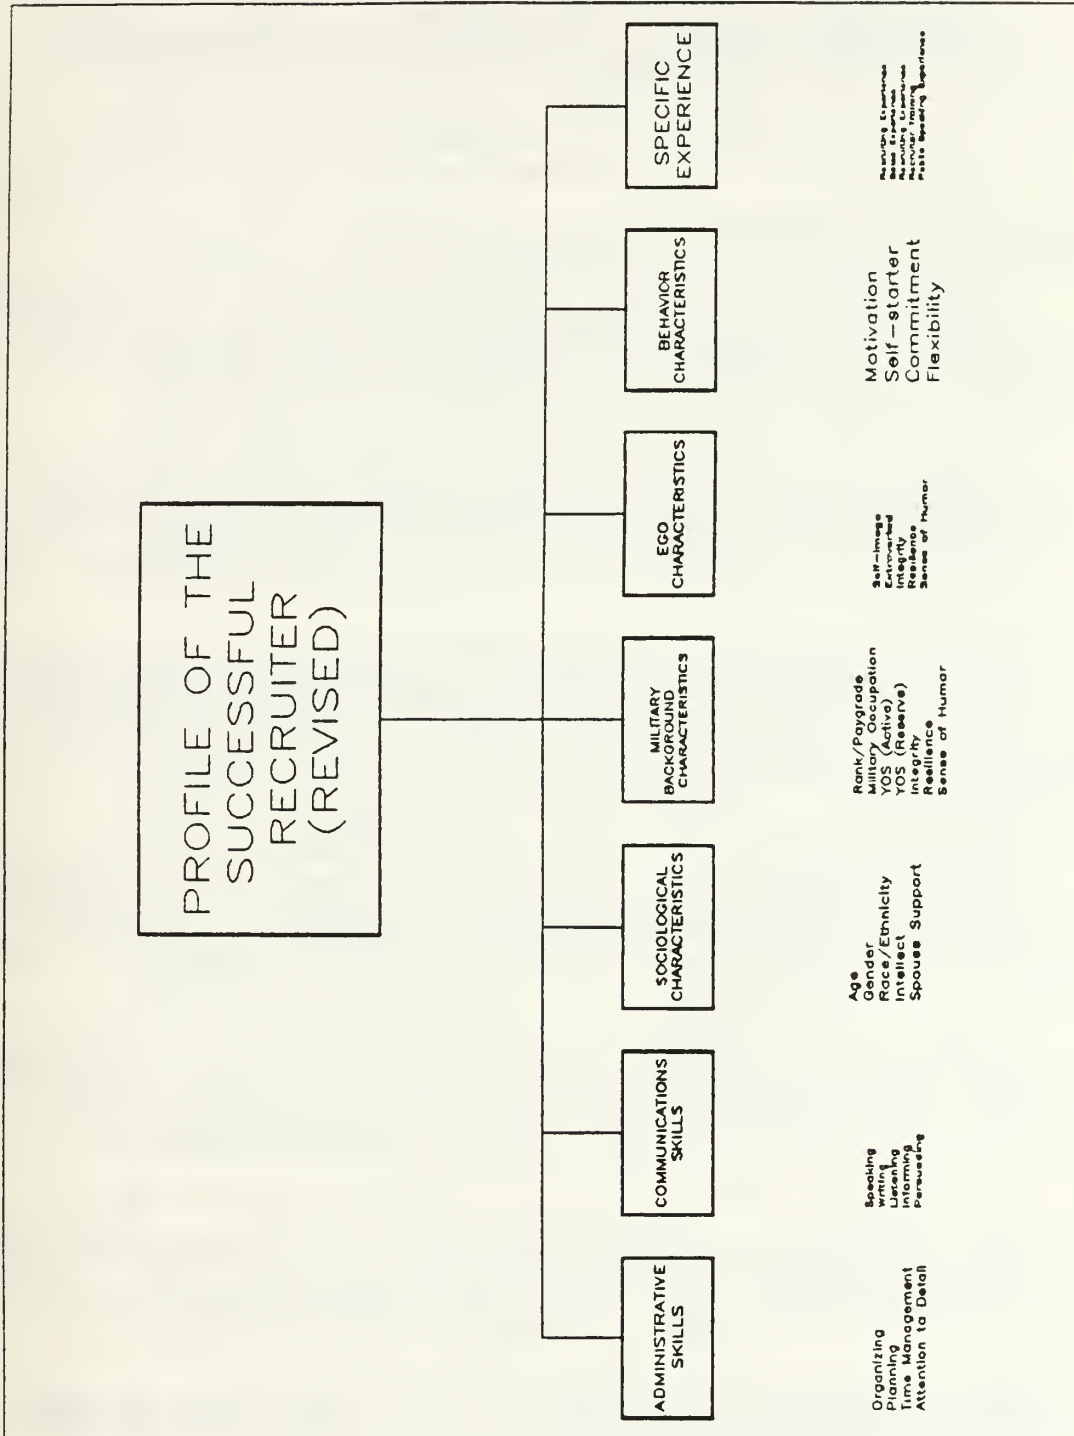 PROFILE OF THE
SUCCESSFUL
RECRUITER
(REVISED)
ADMINISTRATIVE
SKILLS
Organizing
Planning
Time Management
Attention to Detail
COMMUNICATIONS
SKILLS
Speaking
Writing
Listening
Informing
Persuading
SOCIOLOGICAL
CHARACTERISTICS
Age
Gender
Race/Ethnicity
Intellect
Spouse Support
MILITARY
BACKGROUND
CHARACTERISTICS
Rank/Paygrade
Military Occupation
YOS (Active)
YOS (Reserve)
Integrity
Resilience
Sense of Humor
EGO
CHARACTERISTICS
Self-Image
Extroverted
Integrity
Resilience
Sense of Humor
BEHAVIOR
CHARACTERISTICS
Motivation
Self-starter
Commitment
Flexibility
SPECIFIC
EXPERIENCE
Recruiting Experience
Sales Experience
Recruiting Experience
Recruiter Training
Public Speaking Experience